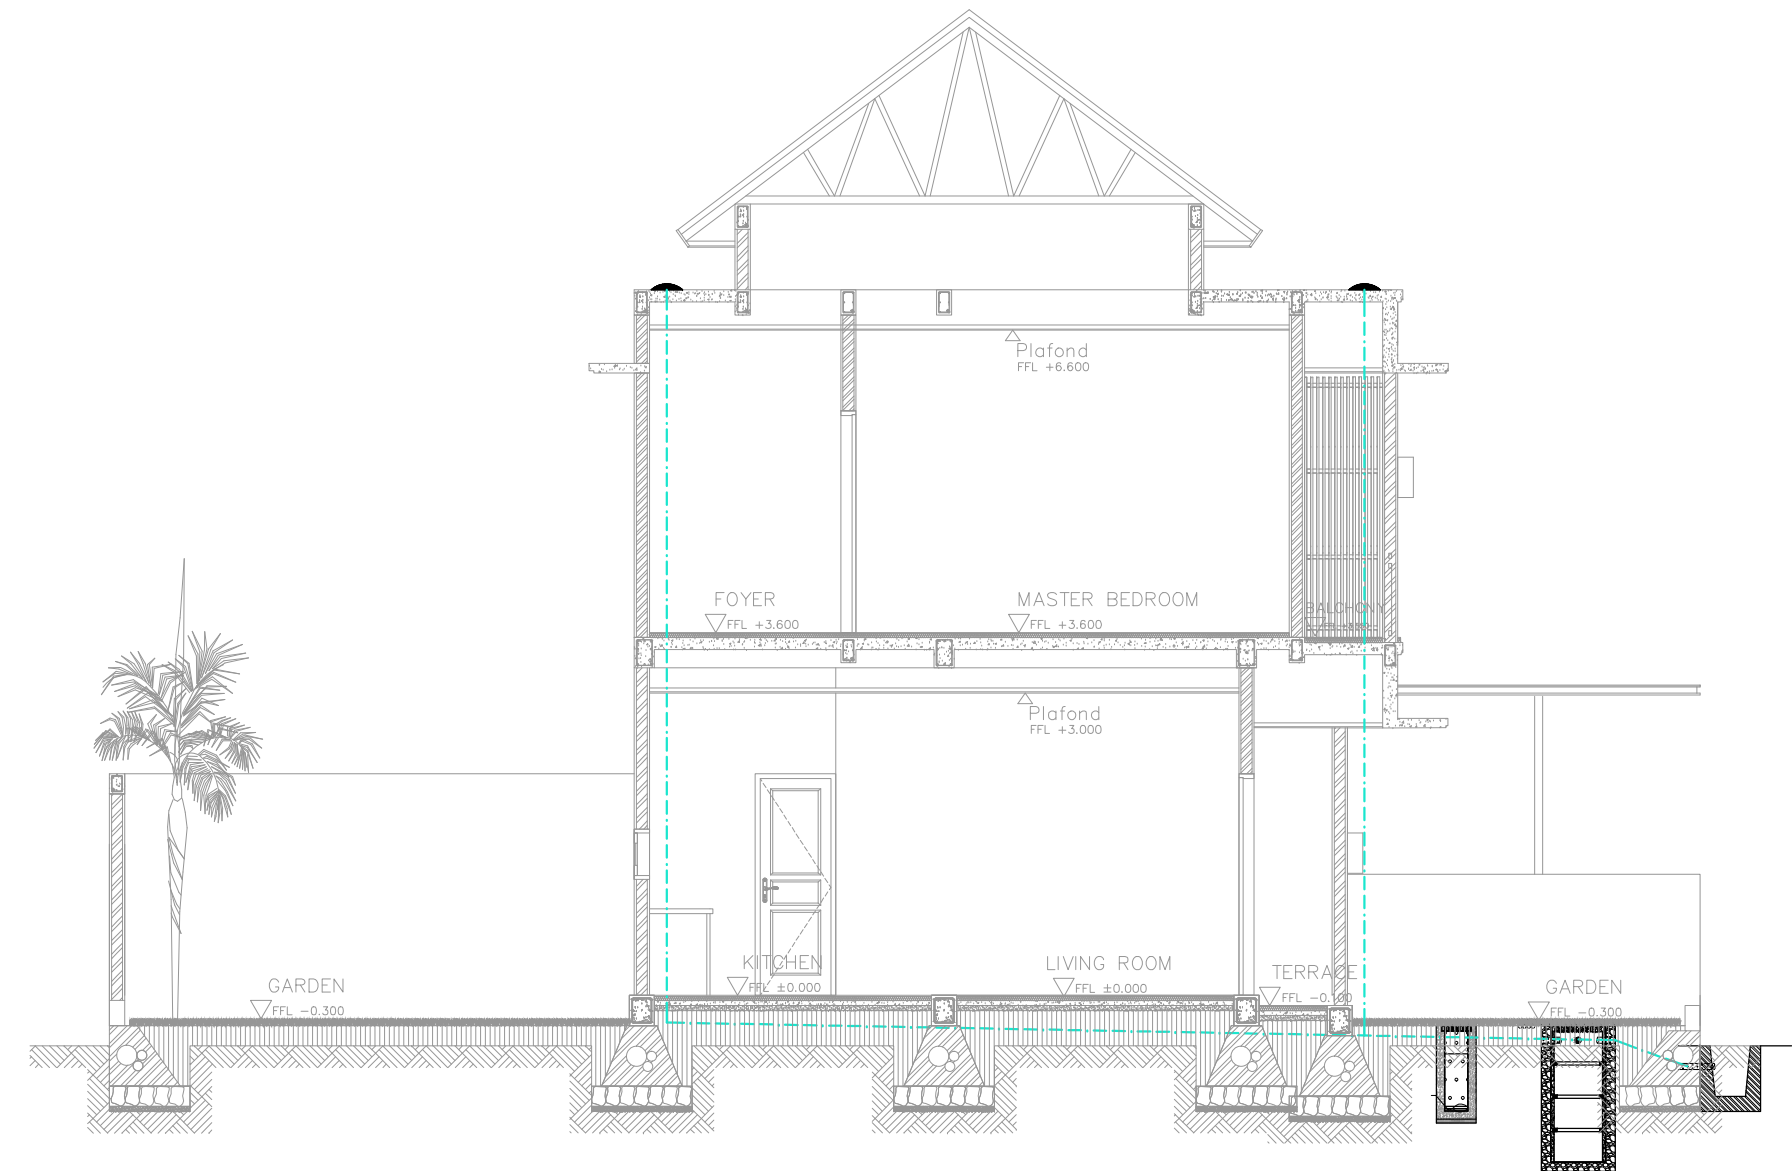 Plafond
FFL +6.600
FOYER
FFL +3.600
MASTER BEDROOM
FFL +3.600
BALCHONY
Plafond
FFL +3.000
KITCHEN
FFL ±0.000
LIVING ROOM
FFL ±0.000
TERRACE
FFL −0.100
GARDEN
FFL −0.300
GARDEN
FFL −0.300